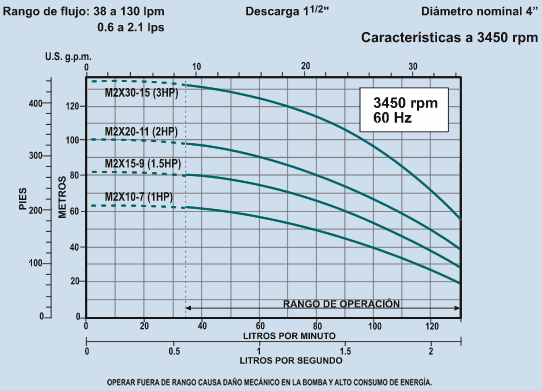 Rango de flujo: 38 a 130 lpm
0.6 a 2.1 lps
Descarga 1 1/2"
Diámetro nominal 4”
Características a 3450 rpm
U.S. g.p.m.
0 10 20 30
M2X30-15 (3HP)
3450 rpm
60 Hz
M2X20-11 (2HP)
M2X15-9 (1.5HP)
M2X10-7 (1HP)
PIES
400
300
200
100
0
METROS
120
100
80
60
40
20
0
RANGO DE OPERACIÓN
0 20 40 60 80 100 120
LITROS POR MINUTO
0 0.5 1 1.5 2
LITROS POR SEGUNDO
OPERAR FUERA DE RANGO CAUSA DAÑO MECÁNICO EN LA BOMBA Y ALTO CONSUMO DE ENERGÍA.